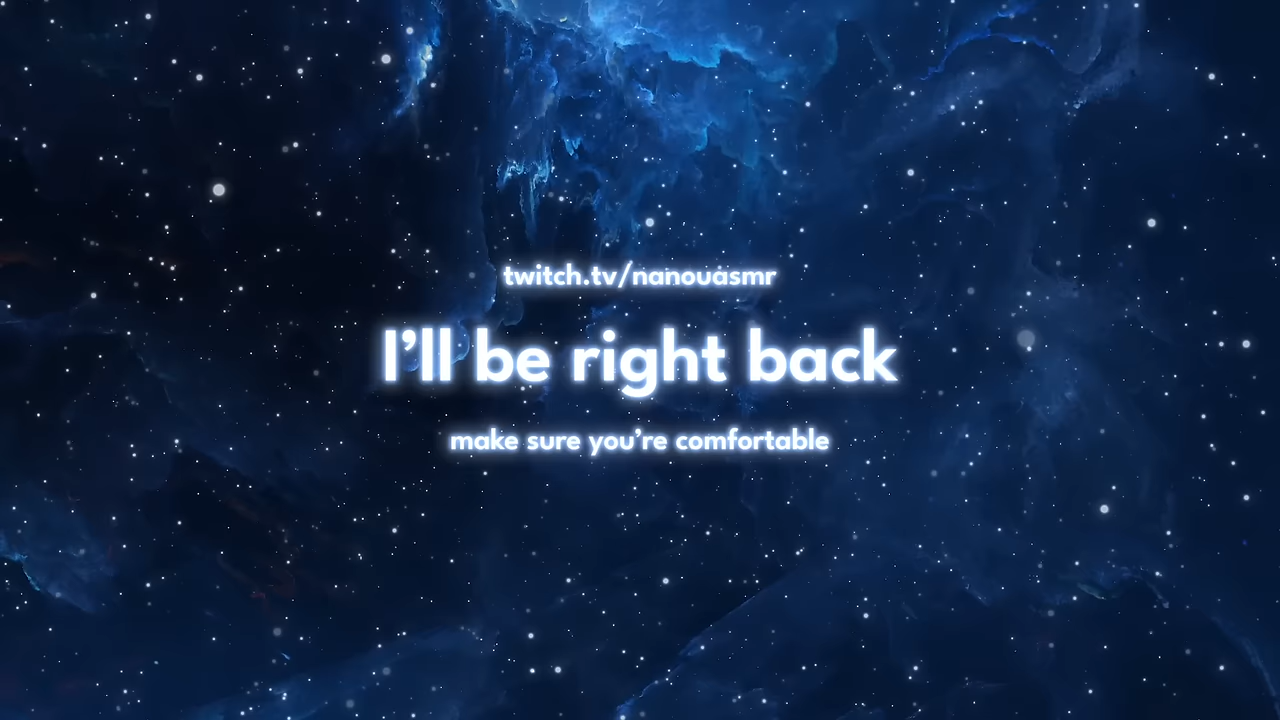 twitch.tv/nanouasmr
I’ll be right back
make sure you’re comfortable